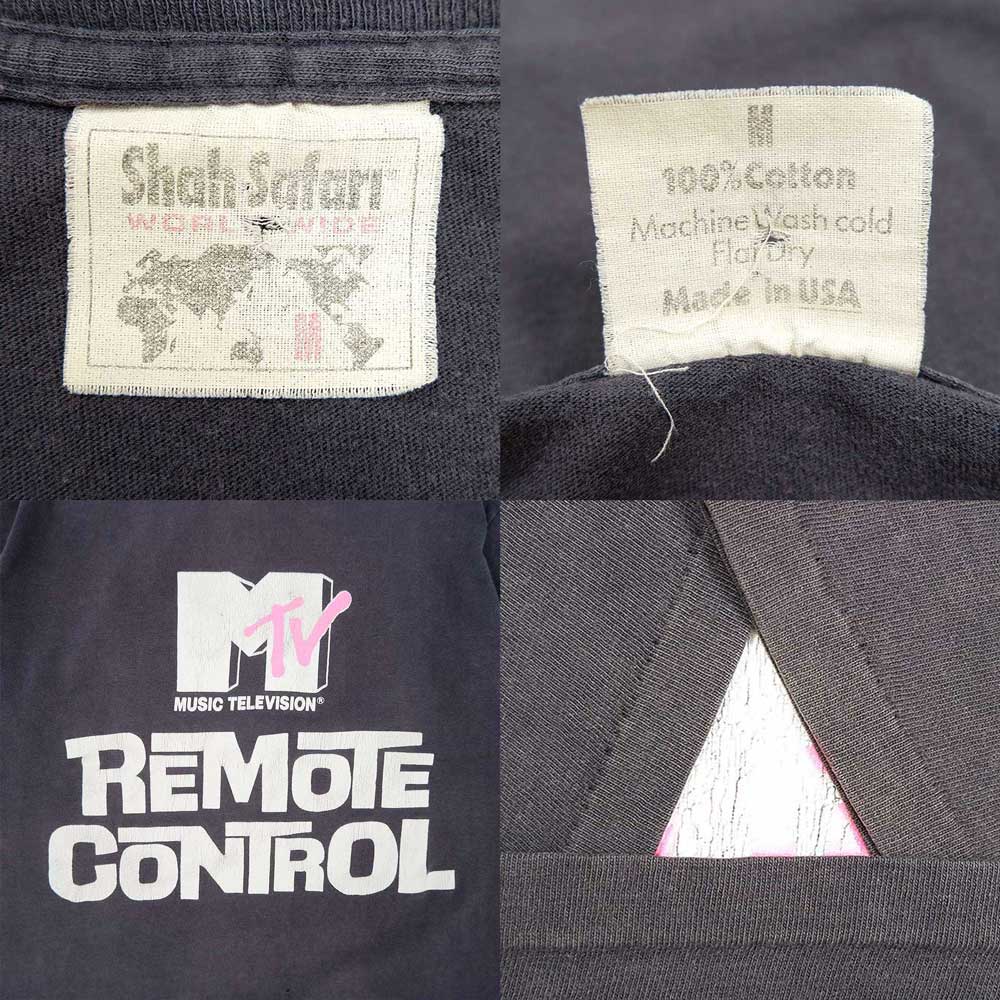 Shah Safari
WORLD WIDE
M
M
100% Cotton
Machine Wash cold
Flat Dry
Made in USA
MTV
MUSIC TELEVISION®
REMOTE
CONTROL